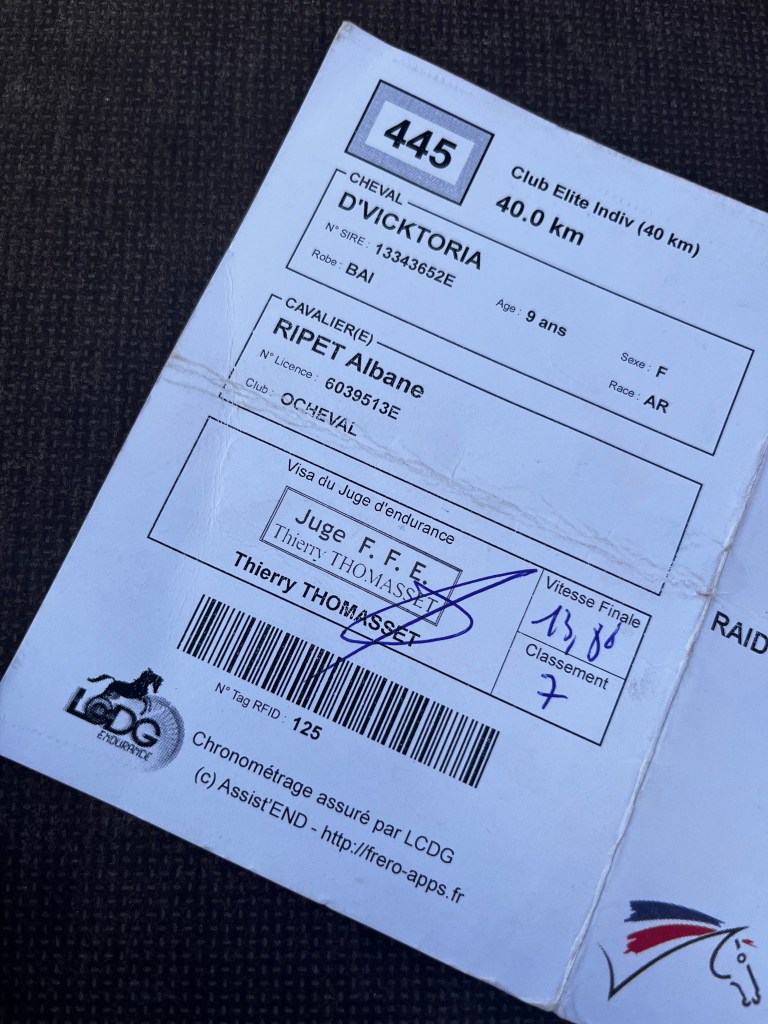 445
Club Elite Indiv (40 km)
40.0 km
CHEVAL
D'VICKTORIA
N° SIRE : 13343652E
Robe : BAI
Age : 9 ans
Sexe : F
Race : AR
CAVALIER(E)
RIPET Albane
N° Licence : 6039513E
Club : OCHEVAL
Visa du Juge d'endurance
Juge F. F. E.
Thierry THOMASSET
Thierry THOMASSET
Vitesse Finale
Classement
7
N° Tag RFID : 125
LCDG
ENDURANCE
Chronométrage assuré par LCDG
(c) Assist'END - http://frero-apps.fr
RAID